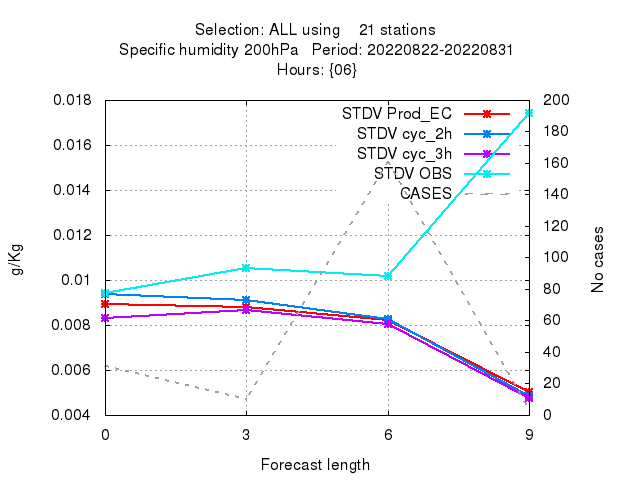 Selection: ALL using    21 stations
Specific humidity 200hPa   Period: 20220822-20220831
Hours: {06}
0.018
0.016
0.014
0.012
0.01
0.008
0.006
0.004
g/Kg
STDV Prod_EC
STDV cyc_2h
STDV cyc_3h
STDV OBS
CASES
200
180
160
140
120
100
80
60
40
20
0
No cases
0
3
6
9
Forecast length